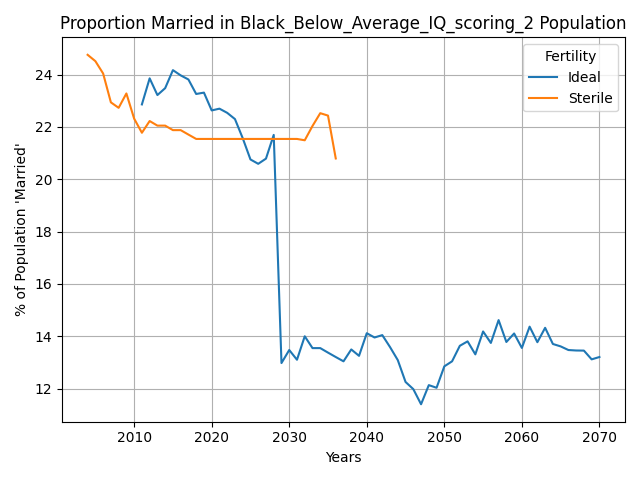 Proportion Married in Black_Below_Average_IQ_scoring_2 Population
Fertility
Ideal
Sterile
% of Population 'Married'
24
22
20
18
16
14
12
2010 2020 2030 2040 2050 2060 2070
Years